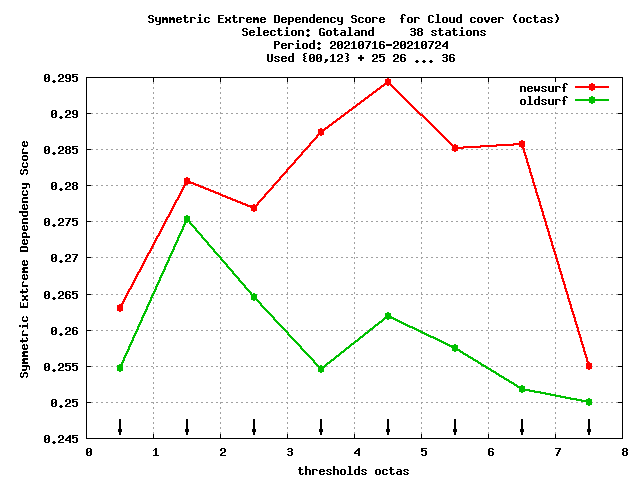 Symmetric Extreme Dependency Score  for Cloud cover (octas)
Selection: Gotaland     38 stations
Period: 20210716-20210724
Used {00,12} + 25 26 ... 36
newsurf
oldsurf
Symmetric Extreme Dependency Score
0.295
0.29
0.285
0.28
0.275
0.27
0.265
0.26
0.255
0.25
0.245
0 1 2 3 4 5 6 7 8
thresholds octas